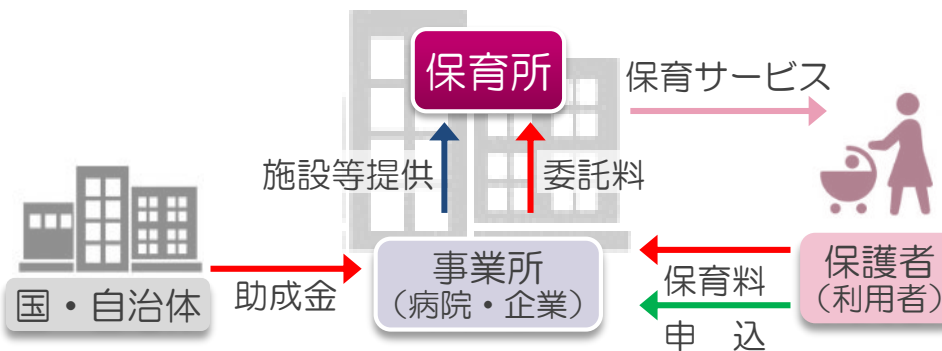 保育所
保育サービス
施設等提供
委託料
国・自治体
助成金
事業所
（病院・企業）
保育料
申　込
保護者
（利用者）